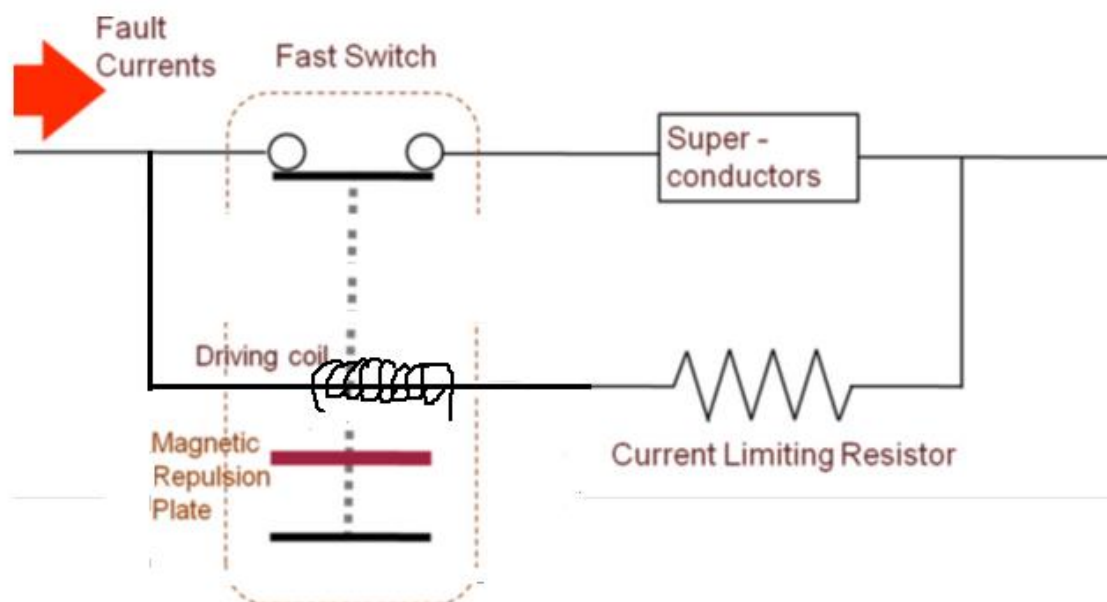 Fault
Currents
Fast Switch
Super -
conductors
Driving coil
Magnetic
Repulsion
Plate
Current Limiting Resistor